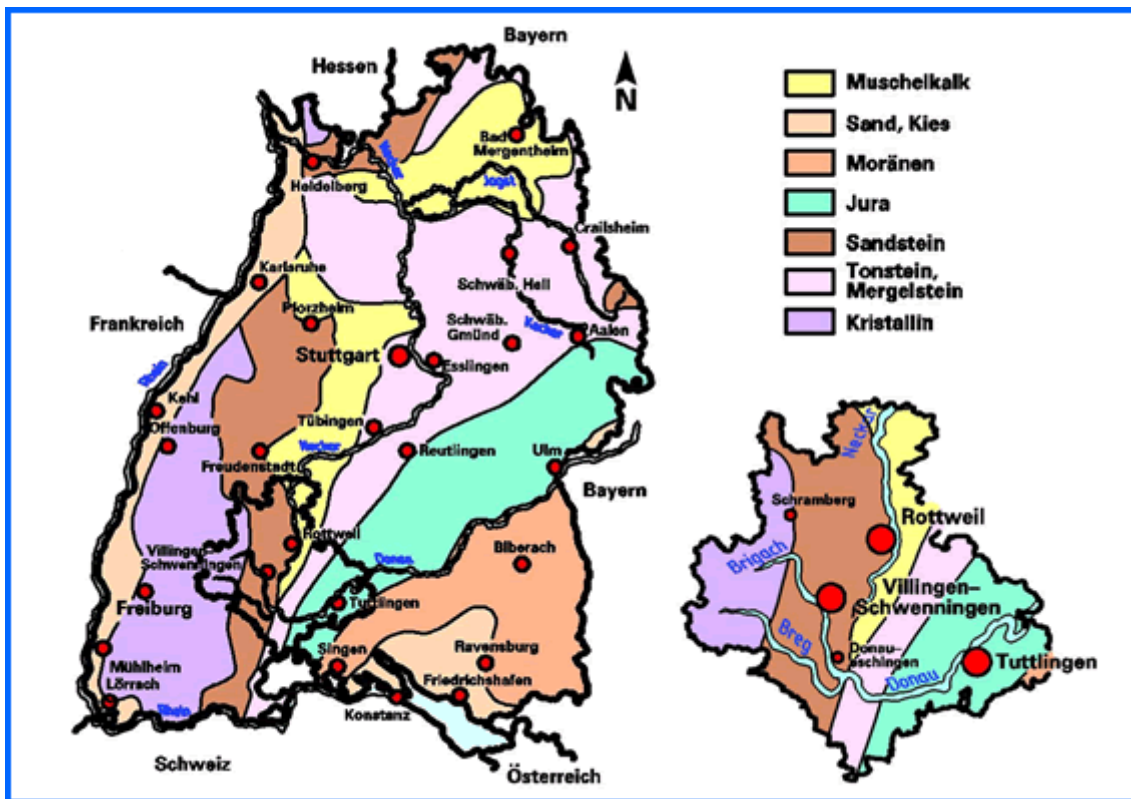 Bayern
Hessen
N
Bad
Mergentheim
Neckar
Jagst
Heidelberg
Crailsheim
Karlsruhe
Schwäb. Hall
Pforzheim
Frankreich
Schwäb.
Gmünd
Kocher
Aalen
Stuttgart
Esslingen
Rhein
Kehl
Offenburg
Tübingen
Neckar
Reutlingen
Ulm
Freudenstadt
Bayern
Rottweil
Villingen-
Schwenningen
Donau
Biberach
Freiburg
Tuttlingen
Singen
Ravensburg
Mühlheim
Lörrach
Friedrichshafen
Rhein
Konstanz
Schweiz
Österreich
Muschelkalk
Sand, Kies
Moränen
Jura
Sandstein
Tonstein,
Mergelstein
Kristallin
Neckar
Schramberg
Rottweil
Brigach
Villingen-
Schwenningen
Breg
Donau-
eschingen
Donau
Tuttlingen